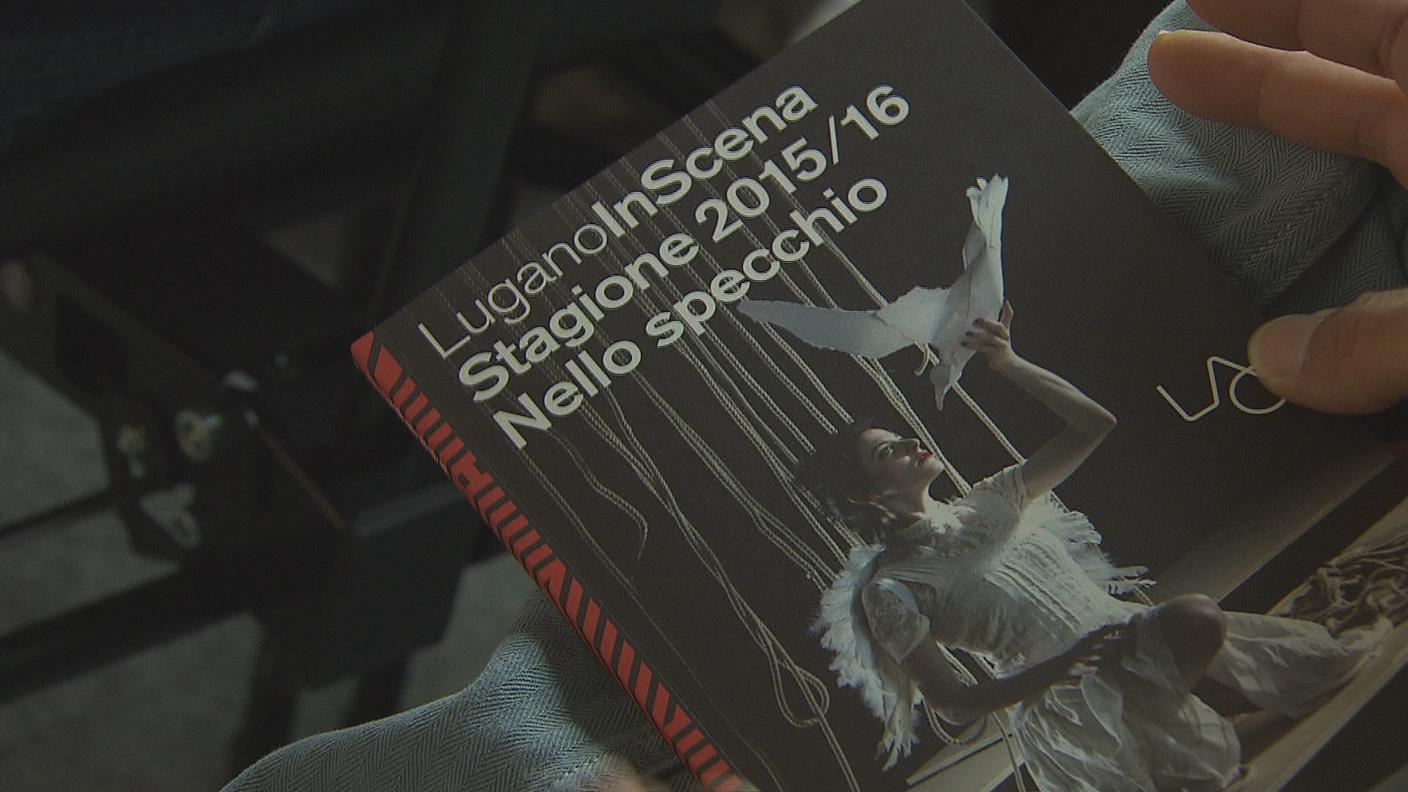 LuganoInScena
Stagione 2015/16
Nello specchio